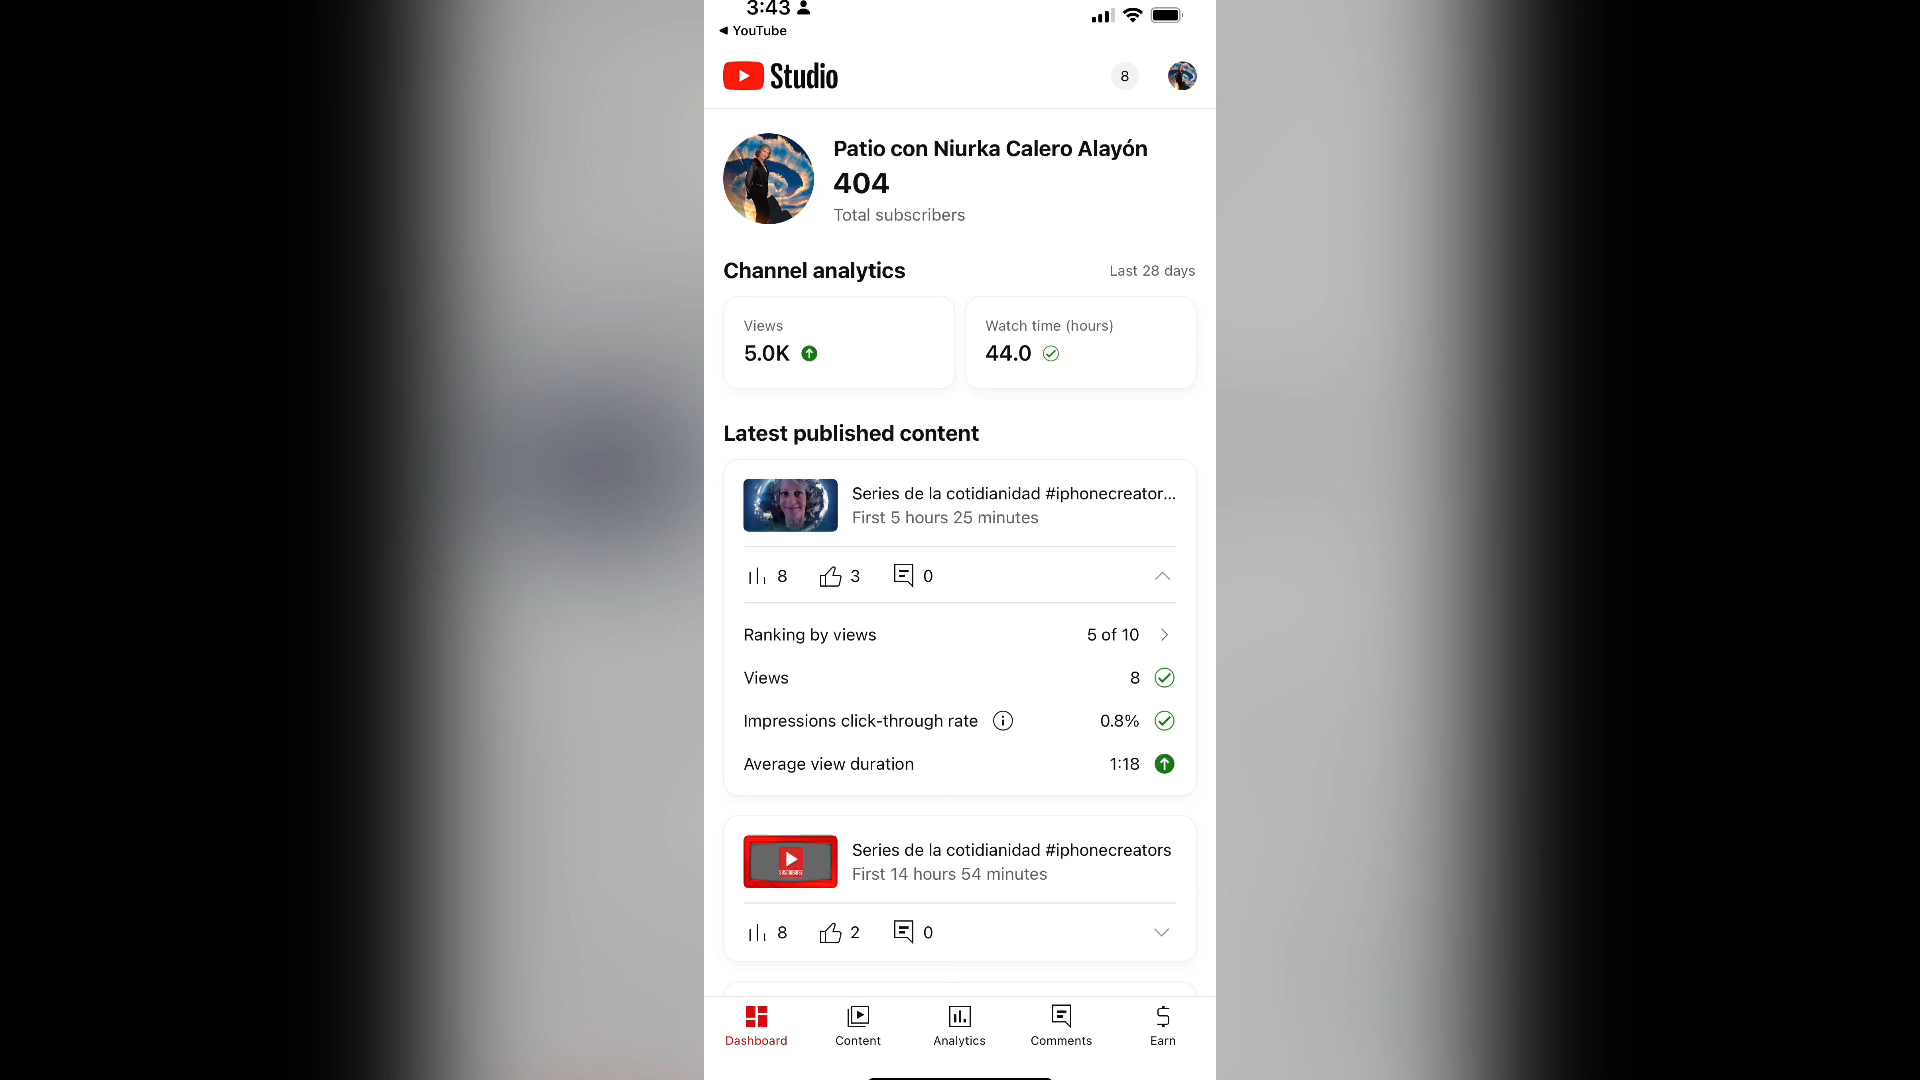 3:43
◀ YouTube
Studio
8
Patio con Niurka Calero Alayón
404
Total subscribers
Channel analytics
Last 28 days
Views
5.0K
Watch time (hours)
44.0
Latest published content
Series de la cotidianidad #iphonecreator...
First 5 hours 25 minutes
8 3 0
Ranking by views 5 of 10
Views 8
Impressions click-through rate 0.8%
Average view duration 1:18
SUSCRIBIRSE
Series de la cotidianidad #iphonecreators
First 14 hours 54 minutes
8 2 0
Dashboard Content Analytics Comments Earn